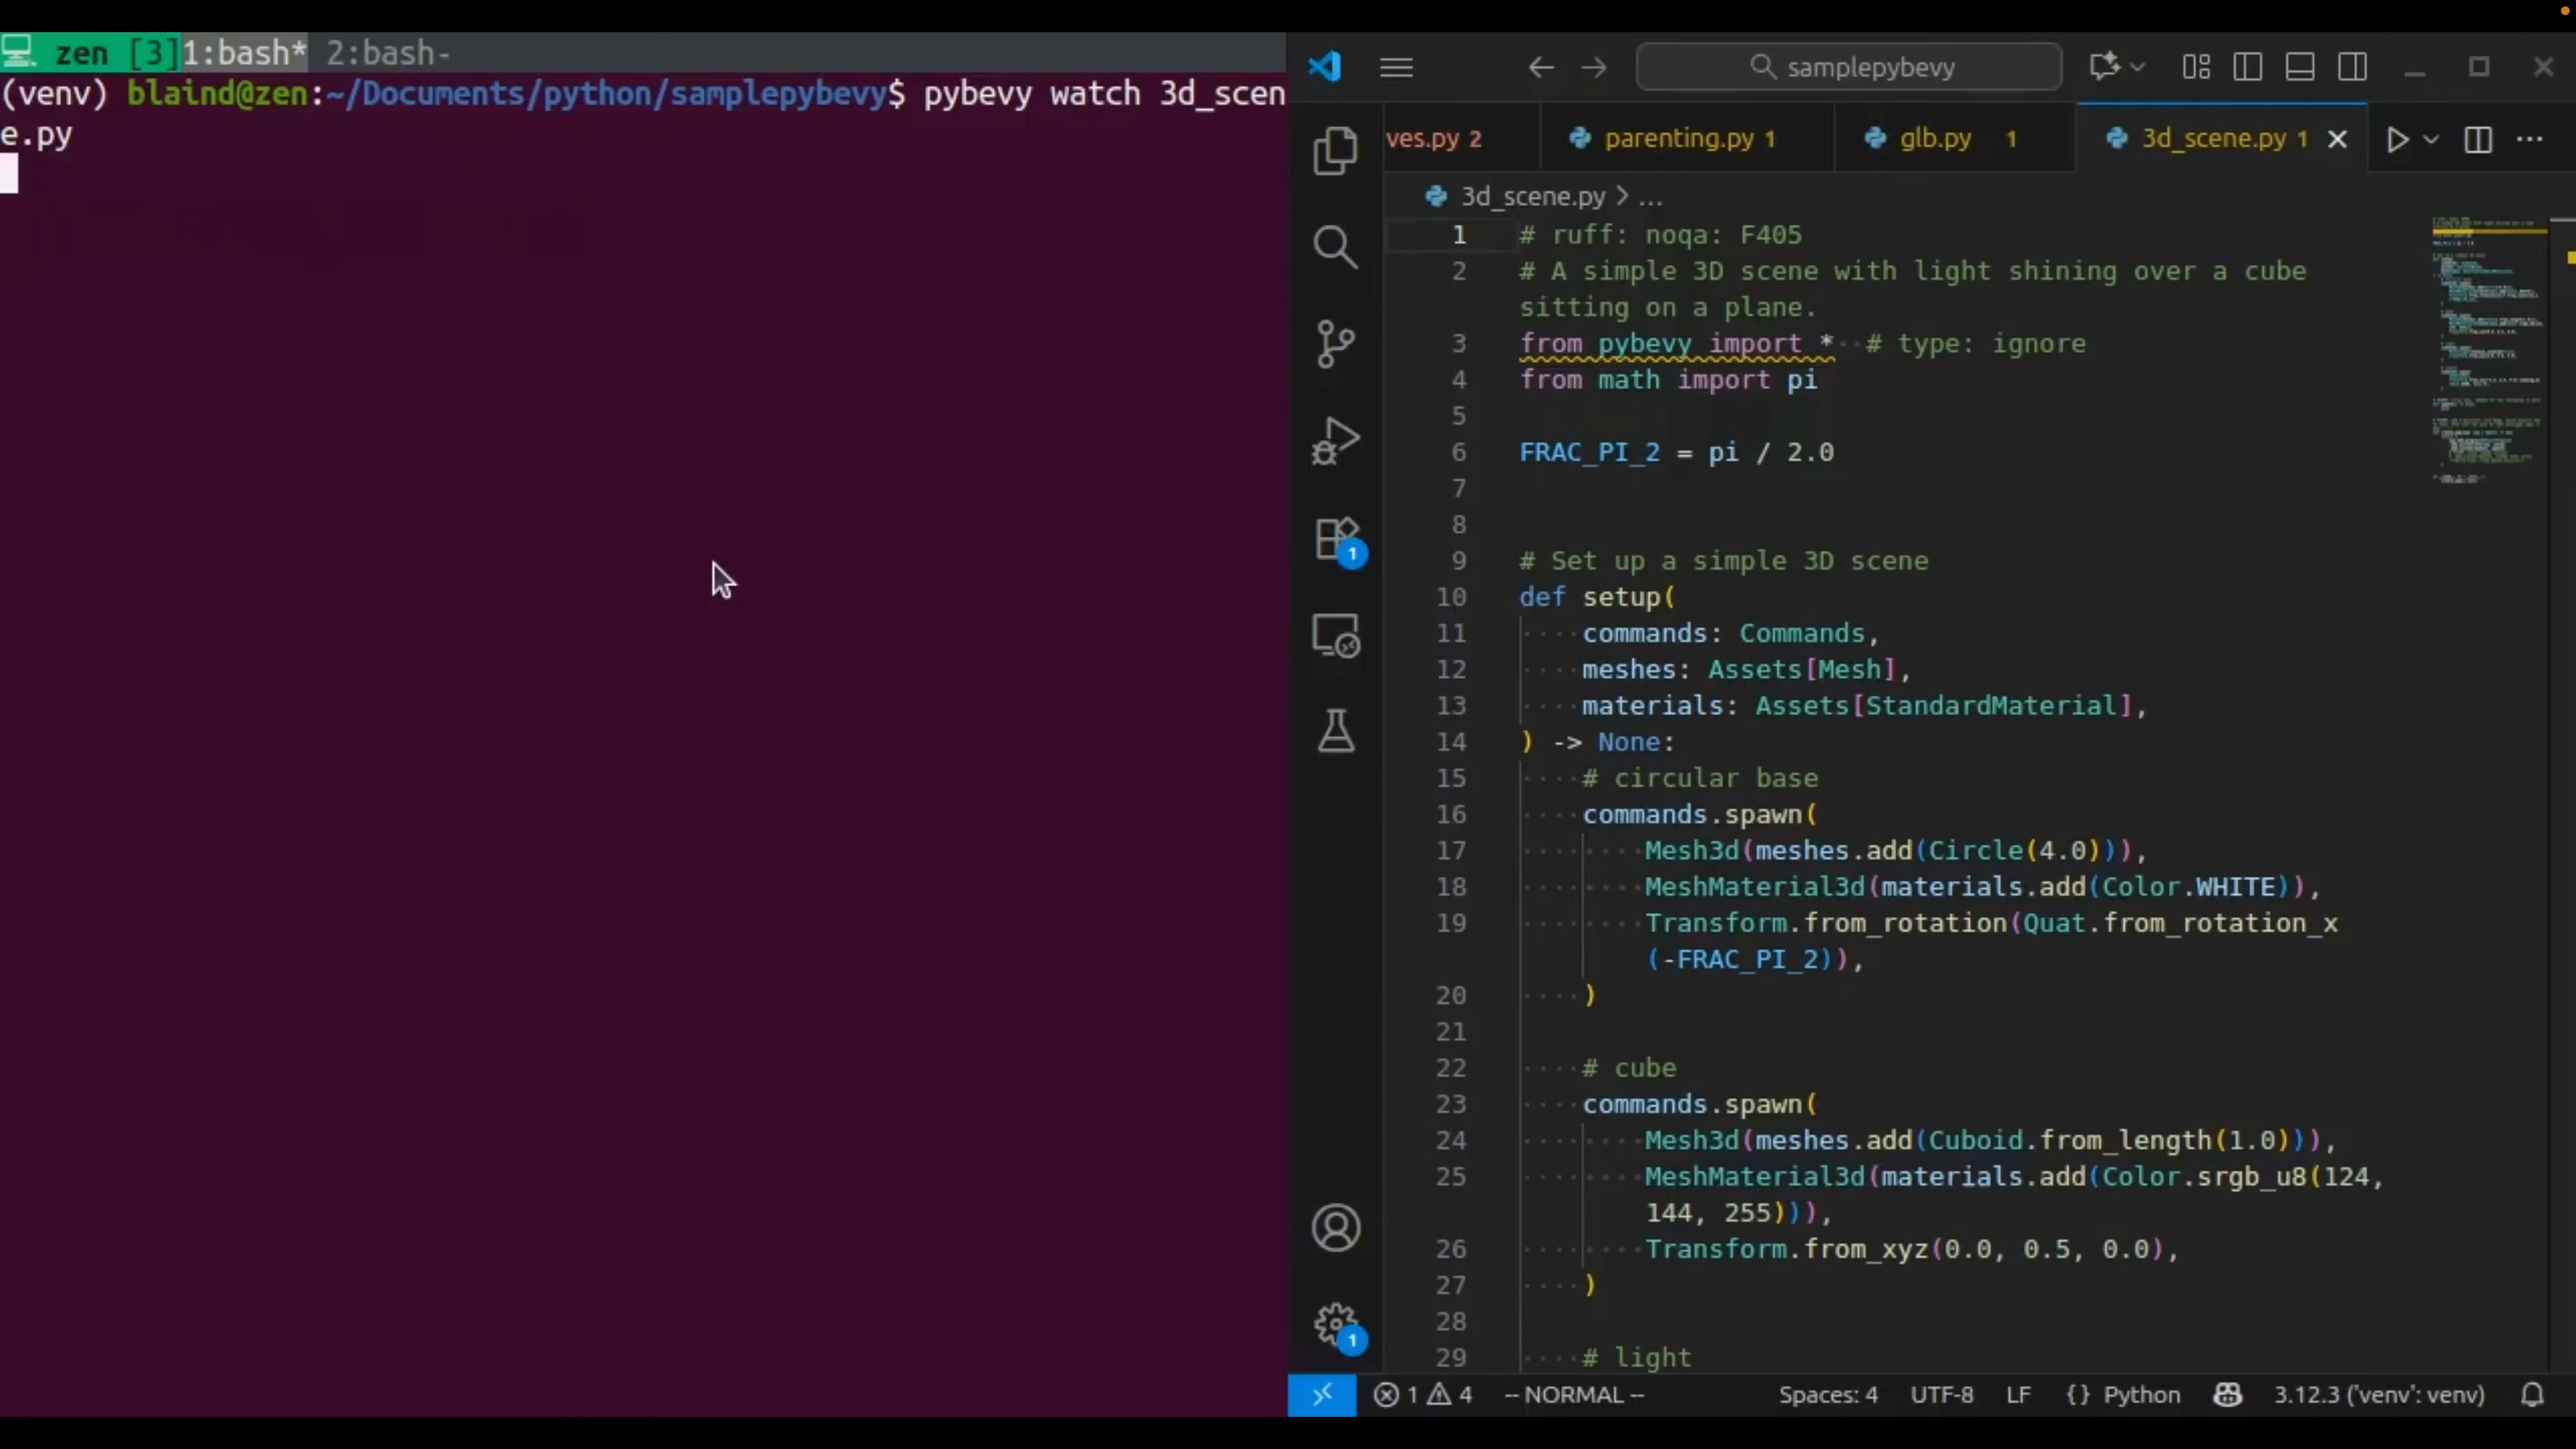 zen [3]1:bash* 2:bash-
(venv) blaind@zen:~/Documents/python/samplepybevy$ pybevy watch 3d_scen
e.py
samplepybevy
ves.py 2
parenting.py 1
glb.py 1
3d_scene.py 1
3d_scene.py > ...
1 # ruff: noqa: F405
2 # A simple 3D scene with light shining over a cube
sitting on a plane.
3 from pybevy import * # type: ignore
4 from math import pi
5
6 FRAC_PI_2 = pi / 2.0
7
8
9 # Set up a simple 3D scene
10 def setup(
11 commands: Commands,
12 meshes: Assets[Mesh],
13 materials: Assets[StandardMaterial],
14 ) -> None:
15 # circular base
16 commands.spawn(
17 Mesh3d(meshes.add(Circle(4.0))),
18 MeshMaterial3d(materials.add(Color.WHITE)),
19 Transform.from_rotation(Quat.from_rotation_x
(-FRAC_PI_2)),
20 )
21
22 # cube
23 commands.spawn(
24 Mesh3d(meshes.add(Cuboid.from_length(1.0))),
25 MeshMaterial3d(materials.add(Color.srgb_u8(124,
144, 255))),
26 Transform.from_xyz(0.0, 0.5, 0.0),
27 )
28
29 # light
1
1
1 4 -- NORMAL -- Spaces: 4 UTF-8 LF {} Python 3.12.3 ('venv': venv)